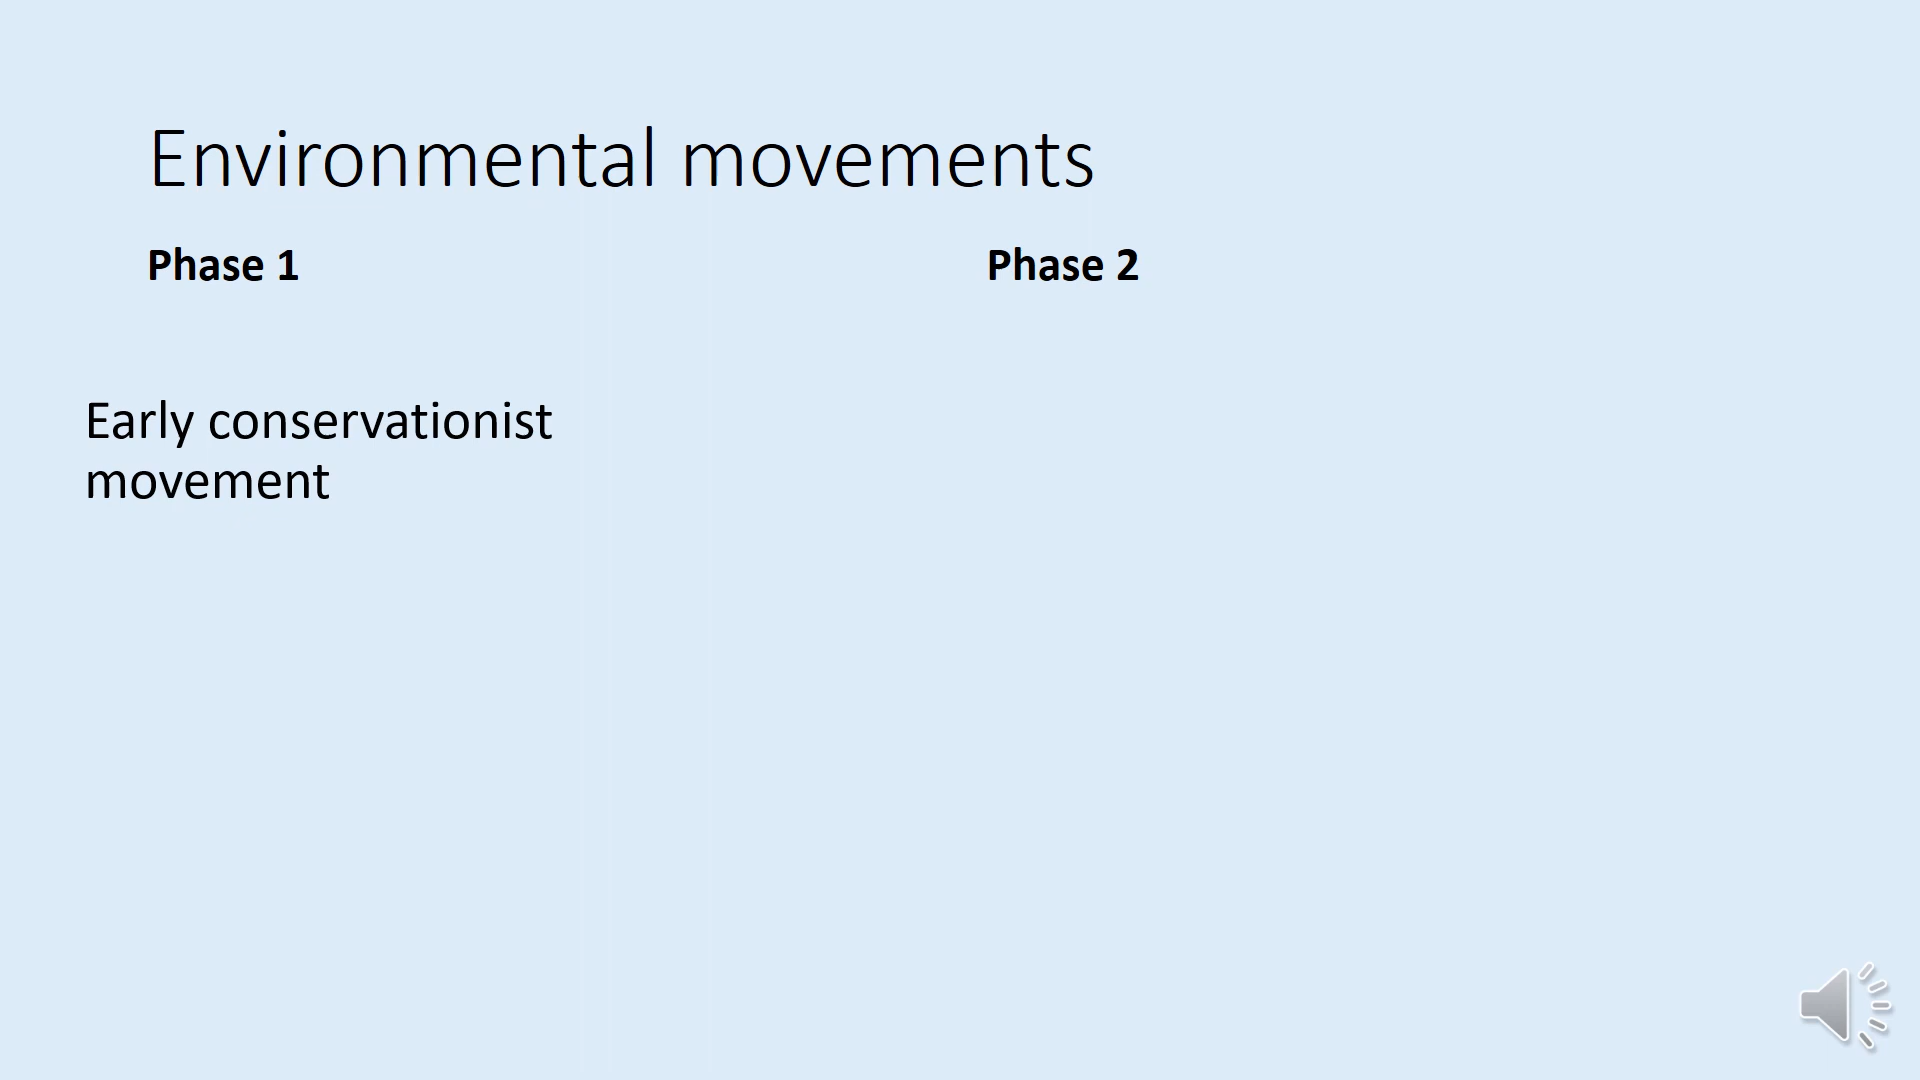 Environmental movements
Phase 1
Phase 2
Early conservationist
movement